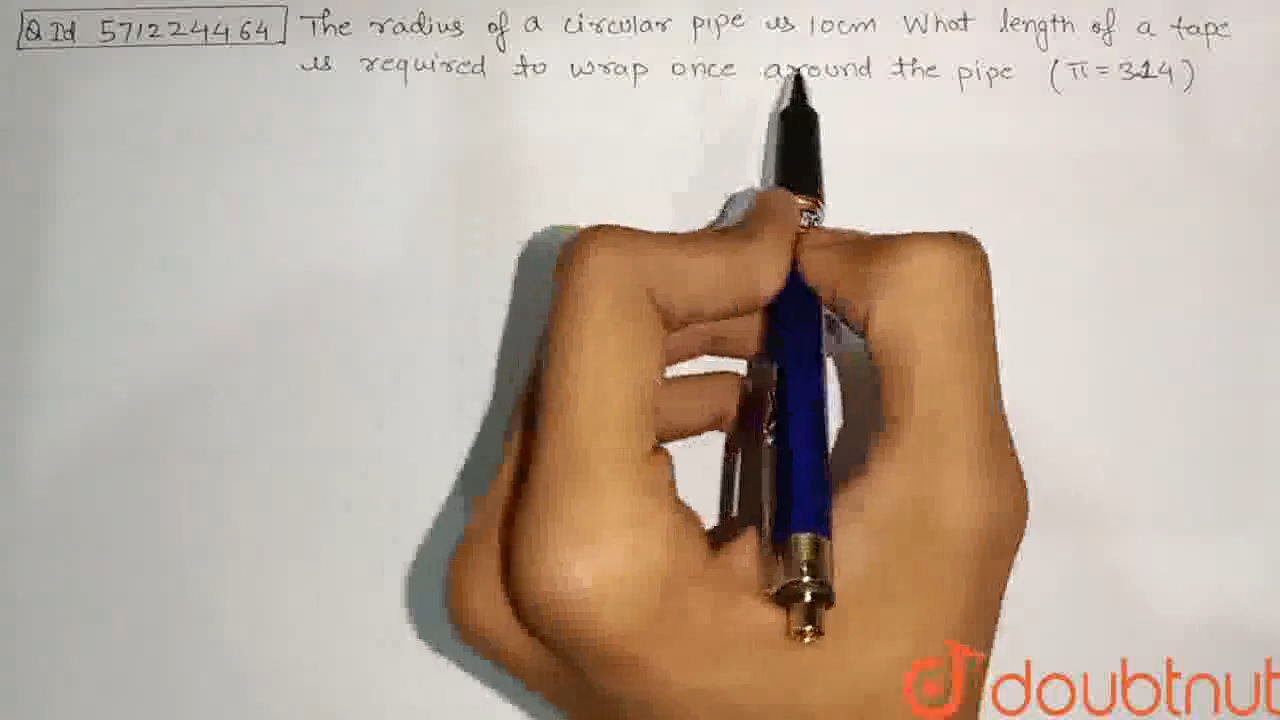 Q Id 571224464 The radius of a circular pipe is 10cm What length of a tape
is required to wrap once around the pipe (π = 3.14)
doubtnut